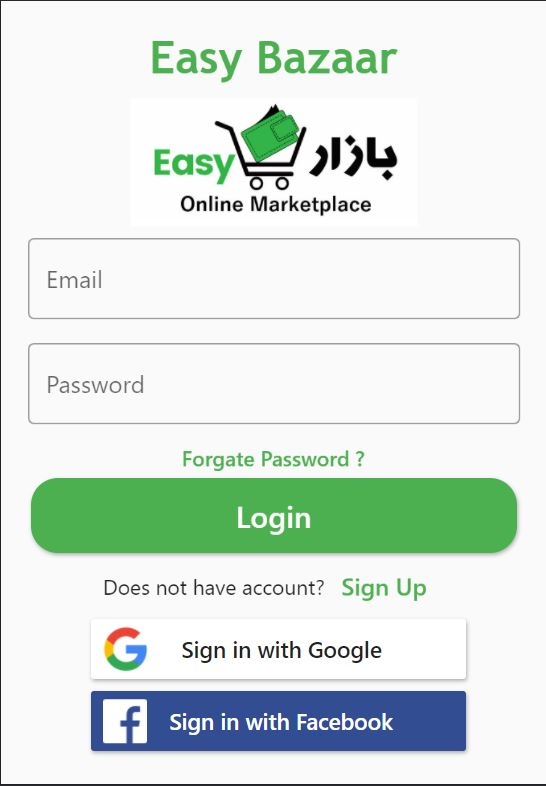 Easy Bazaar
Easy بازار
Online Marketplace
Email
Password
Forgate Password ?
Login
Does not have account? Sign Up
Sign in with Google
Sign in with Facebook